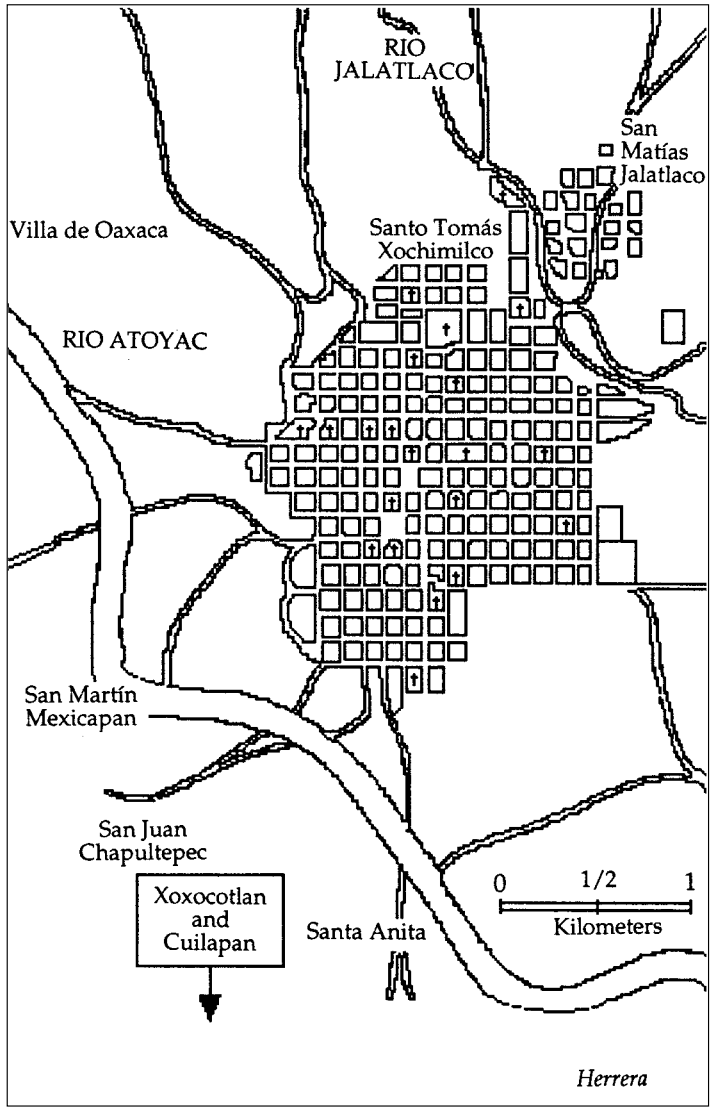 RIO
JALATLACO
San
Matías
Jalatlaco
Villa de Oaxaca
Santo Tomás
Xochimilco
RIO ATOYAC
San Martín
Mexicapan
San Juan
Chapultepec
Xoxocotlan
and
Cuilapan
Santa Anita
0 1/2 1
Kilometers
Herrera